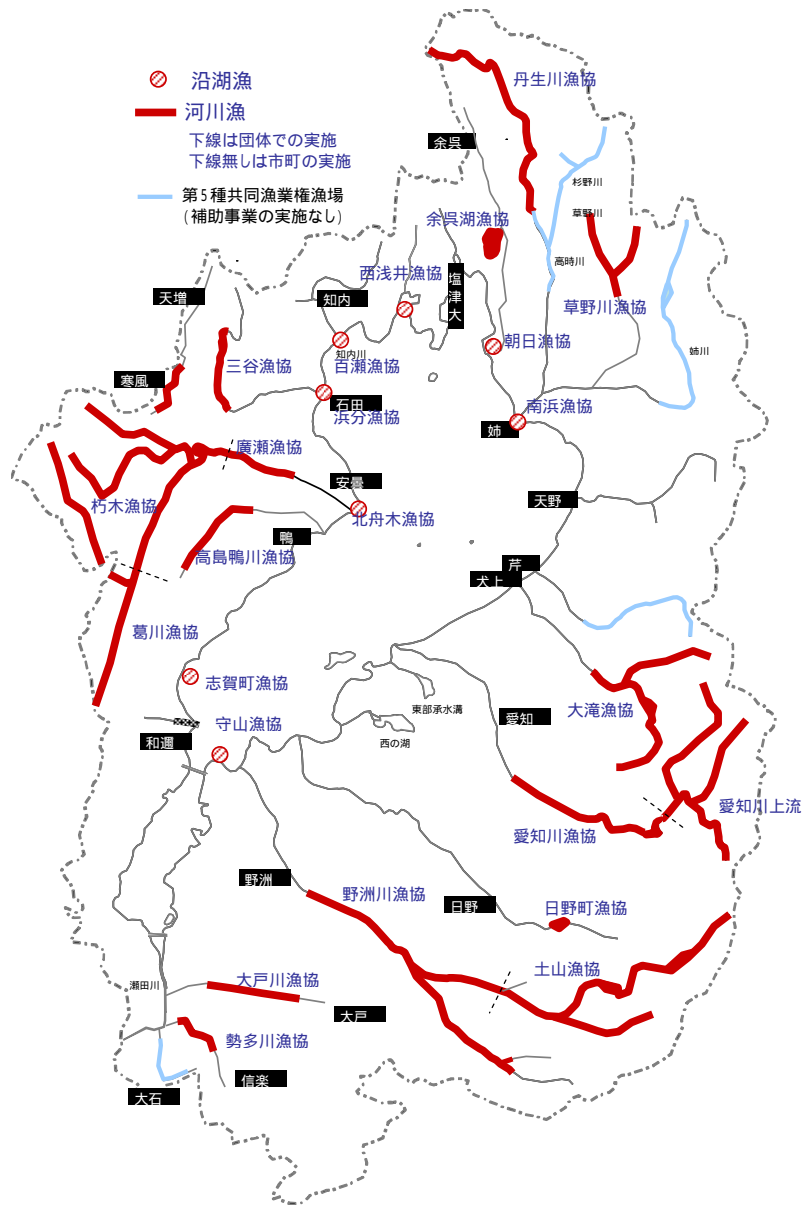 沿湖漁
河川漁
下線は団体での実施
下線無しは市町の実施
第5種共同漁業権漁場
(補助事業の実施なし)
丹生川漁協
余呉
杉野川
余呉湖漁協
草野川
高時川
西浅井漁協
塩津大
天増
知内
草野川漁協
朝日漁協
姉川
知内川
百瀬漁協
三谷漁協
寒風
石田
浜分漁協
南浜漁協
姉
廣瀬漁協
安曇
天野
朽木漁協
北舟木漁協
鴨
高島鴨川漁協
芹
犬上
葛川漁協
志賀町漁協
東部承水溝
大滝漁協
守山漁協
愛知
和邇
西の湖
愛知川上流
愛知川漁協
野洲
野洲川漁協
日野
日野町漁協
土山漁協
大戸川漁協
瀬田川
大戸
勢多川漁協
信楽
大石